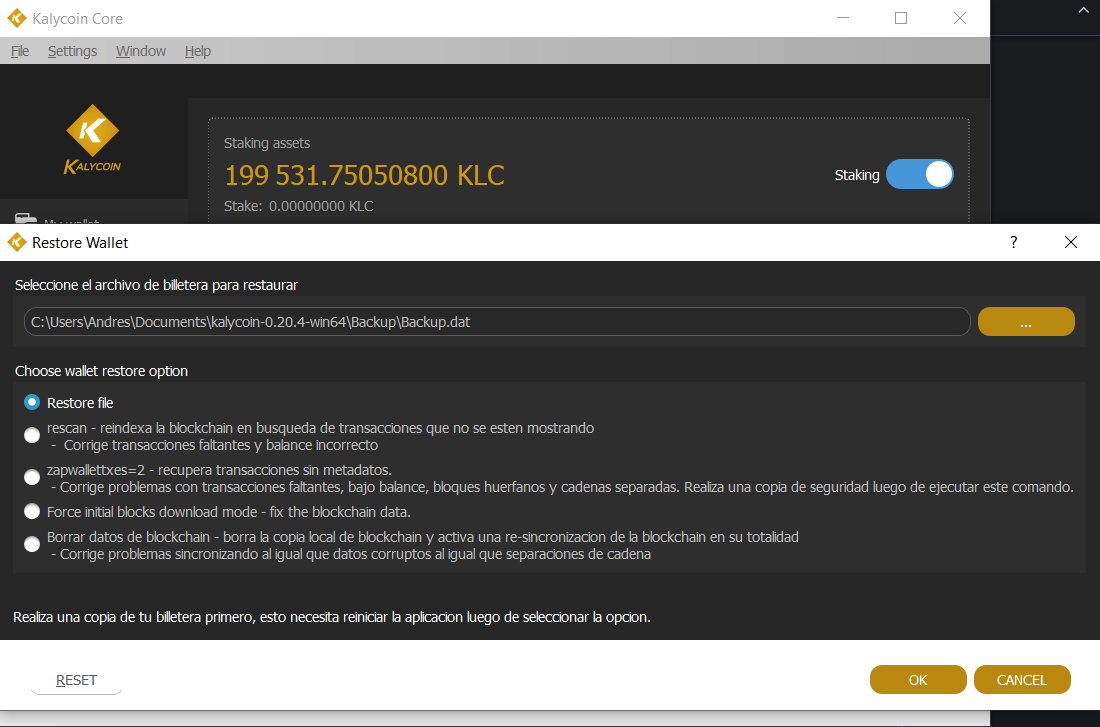 Kalycoin Core
File Settings Window Help
KALYCOIN
Staking assets
199 531.75050800 KLC
Staking
Stake: 0.00000000 KLC
My wallet
Restore Wallet
?
Seleccione el archivo de billetera para restaurar
C:\Users\Andres\Documents\kalycoin-0.20.4-win64\Backup\Backup.dat
...
Choose wallet restore option
Restore file
rescan - reindexa la blockchain en busqueda de transacciones que no se esten mostrando
- Corrige transacciones faltantes y balance incorrecto
zapwallettxes=2 - recupera transacciones sin metadatos.
- Corrige problemas con transacciones faltantes, bajo balance, bloques huerfanos y cadenas separadas. Realiza una copia de seguridad luego de ejecutar este comando.
Force initial blocks download mode - fix the blockchain data.
Borrar datos de blockchain - borra la copia local de blockchain y activa una re-sincronizacion de la blockchain en su totalidad
- Corrige problemas sincronizando al igual que datos corruptos al igual que separaciones de cadena
Realiza una copia de tu billetera primero, esto necesita reiniciar la aplicacion luego de seleccionar la opcion.
RESET
OK
CANCEL